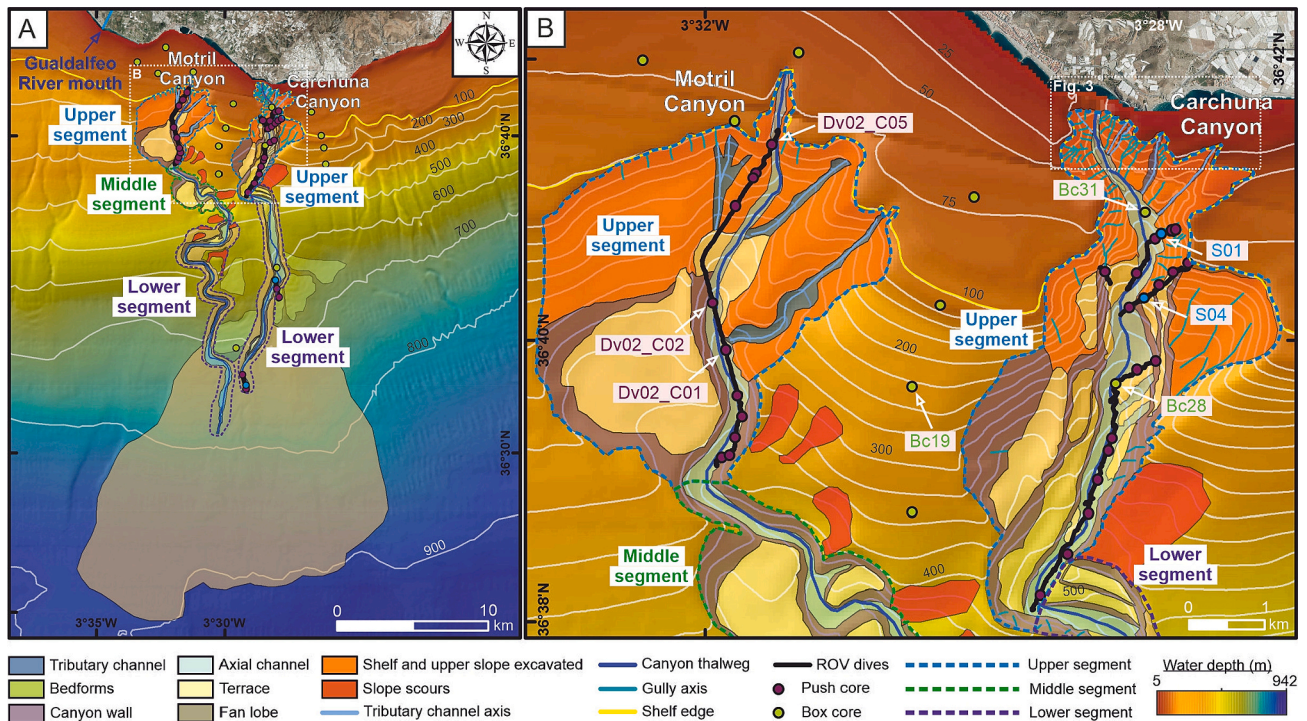 A
N
W E
S
Gualdalfeo
River mouth
B
Motril
Canyon
Carchuna
Canyon
Upper
segment
100
200
300
400
500
600
700
800
900
36°40'N
36°30'N
Middle
segment
Upper
segment
Lower
segment
Lower
segment
3°35'W
3°30'W
0 10
km
B
3°32'W
3°28'W
36°42'N
25
50
75
100
200
300
400
500
Motril
Canyon
Fig. 3
Carchuna
Canyon
Dv02_C05
Bc31
S01
S04
Upper
segment
Upper
segment
36°40'N
Dv02_C02
Dv02_C01
Bc19
Bc28
Middle
segment
Lower
segment
36°38'N
0 1
km
Tributary channel
Bedforms
Canyon wall
Axial channel
Terrace
Fan lobe
Shelf and upper slope excavated
Slope scours
Tributary channel axis
Canyon thalweg
Gully axis
Shelf edge
ROV dives
Push core
Box core
Upper segment
Middle segment
Lower segment
Water depth (m)
5 942